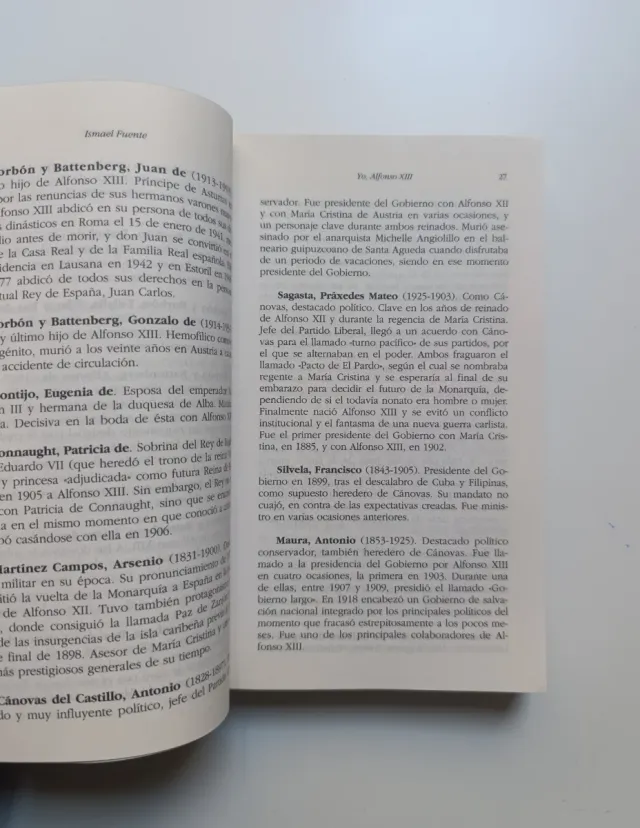 Ismael Fuente
orbón y Battenberg, Juan de (1913-
o hijo de Alfonso XIII. Príncipe de Asturias
por las renuncias de sus hermanos varones
fonso XIII abdicó en su persona de todos sus
s dinásticos en Roma el 15 de enero de 1941,
dio antes de morir, y don Juan se convirtió en
e la Casa Real y de la Familia Real española.
idencia en Lausana en 1942 y en Estoril en
77 abdicó de todos sus derechos en la
tual Rey de España, Juan Carlos.
orbón y Battenberg, Gonzalo de (1914-
y último hijo de Alfonso XIII. Hemofílico como
génito, murió a los veinte años en Austria a
accidente de circulación.
ontijo, Eugenia de. Esposa del emperador
n III y hermana de la duquesa de Alba.
Decisiva en la boda de ésta con Alfonso
onnaught, Patricia de. Sobrina del Rey de
Eduardo VII (que heredó el trono de la
y princesa «adjudicada» como futura Reina de
en 1905 a Alfonso XIII. Sin embargo, el Rey
con Patricia de Connaught, sino que se
a en el mismo momento en que conoció a
bó casándose con ella en 1906.
Martínez Campos, Arsenio (1831-1900).
militar en su época. Su pronunciamiento
itió la vuelta de la Monarquía a España en
de Alfonso XII. Tuvo también
, donde consiguió la llamada Paz de
de las insurgencias de la isla caribeña
e final de 1898. Asesor de María Cristina y
más prestigiosos generales de su tiempo.
Cánovas del Castillo, Antonio (1828-1897).
do y muy influyente político, jefe del Partido
Yo, Alfonso XIII 27
servador. Fue presidente del Gobierno con Alfonso XII
y con María Cristina de Austria en varias ocasiones, y
un personaje clave durante ambos reinados. Murió ase-
sinado por el anarquista Michelle Angiolillo en el bal-
neario guipuzcoano de Santa Agueda cuando disfrutaba
de un periodo de vacaciones, siendo en ese momento
presidente del Gobierno.
Sagasta, Práxedes Mateo (1925-1903). Como Cá-
novas, destacado político. Clave en los años de reinado
de Alfonso XII y durante la regencia de María Cristina.
Jefe del Partido Liberal, llegó a un acuerdo con Cáno-
vas para el llamado «turno pacífico» de sus partidos, por
el que se alternaban en el poder. Ambos fraguaron el
llamado «Pacto de El Pardo», según el cual se nombraba
regente a María Cristina y se esperaría al final de su
embarazo para decidir el futuro de la Monarquía, de-
pendiendo de si el todavía nonato era hombre o mujer.
Finalmente nació Alfonso XIII y se evitó un conflicto
institucional y el fantasma de una nueva guerra carlista.
Fue el primer presidente del Gobierno con María Cris-
tina, en 1885, y con Alfonso XIII, en 1902.
Silvela, Francisco (1843-1905). Presidente del Go-
bierno en 1899, tras el descalabro de Cuba y Filipinas,
como supuesto heredero de Cánovas. Su mandato no
cuajó, en contra de las expectativas creadas. Fue minis-
tro en varias ocasiones anteriores.
Maura, Antonio (1853-1925). Destacado político
conservador, también heredero de Cánovas. Fue lla-
mado a la presidencia del Gobierno por Alfonso XIII
en cuatro ocasiones, la primera en 1903. Durante una
de ellas, entre 1907 y 1909, presidió el llamado «Go-
bierno largo». En 1918 encabezó un Gobierno de salva-
ción nacional integrado por los principales políticos del
momento que fracasó estrepitosamente a los pocos me-
ses. Fue uno de los principales colaboradores de Al-
fonso XIII.